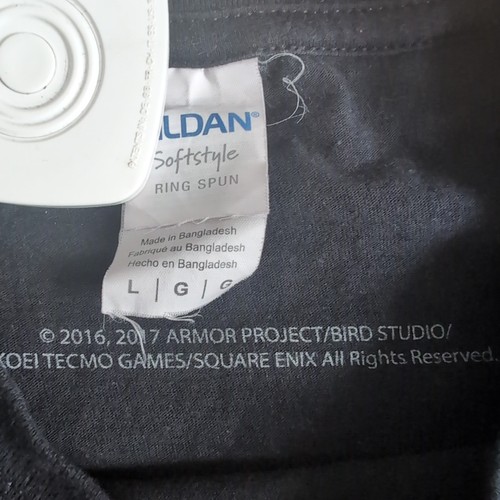 ILDAN®
Softstyle
RING SPUN
Made in Bangladesh
Fabriqué au Bangladesh
Hecho en Bangladesh
L | G | G
© 2016, 2017 ARMOR PROJECT/BIRD STUDIO/
KOEI TECMO GAMES/SQUARE ENIX All Rights Reserved.